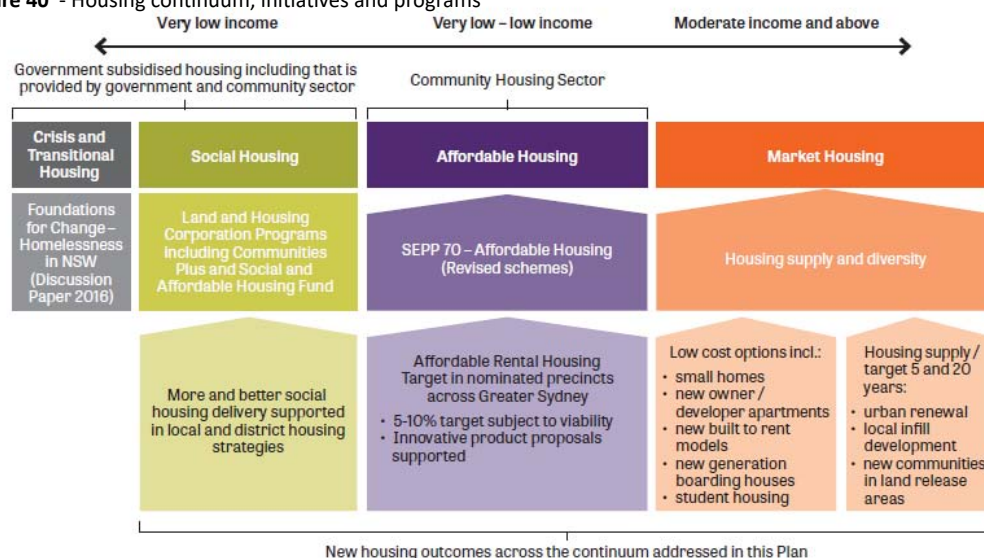 ure 40 - Housing continuum, initiatives and programs
Very low income
Very low – low income
Moderate income and above
Government subsidised housing including that is
provided by government and community sector
Community Housing Sector
Crisis and
Transitional
Housing
Social Housing
Affordable Housing
Market Housing
Foundations
for Change –
Homelessness
in NSW
(Discussion
Paper 2016)
Land and Housing
Corporation Programs
including Communities
Plus and Social and
Affordable Housing Fund
SEPP 70 – Affordable Housing
(Revised schemes)
Housing supply and diversity
More and better social
housing delivery supported
in local and district housing
strategies
Affordable Rental Housing
Target in nominated precincts
across Greater Sydney
• 5-10% target subject to viability
• Innovative product proposals
supported
Low cost options incl.:
• small homes
• new owner /
developer apartments
• new built to rent
models
• new generation
boarding houses
• student housing
Housing supply /
target 5 and 20
years:
• urban renewal
• local infill
development
• new communities
in land release
areas
New housing outcomes across the continuum addressed in this Plan